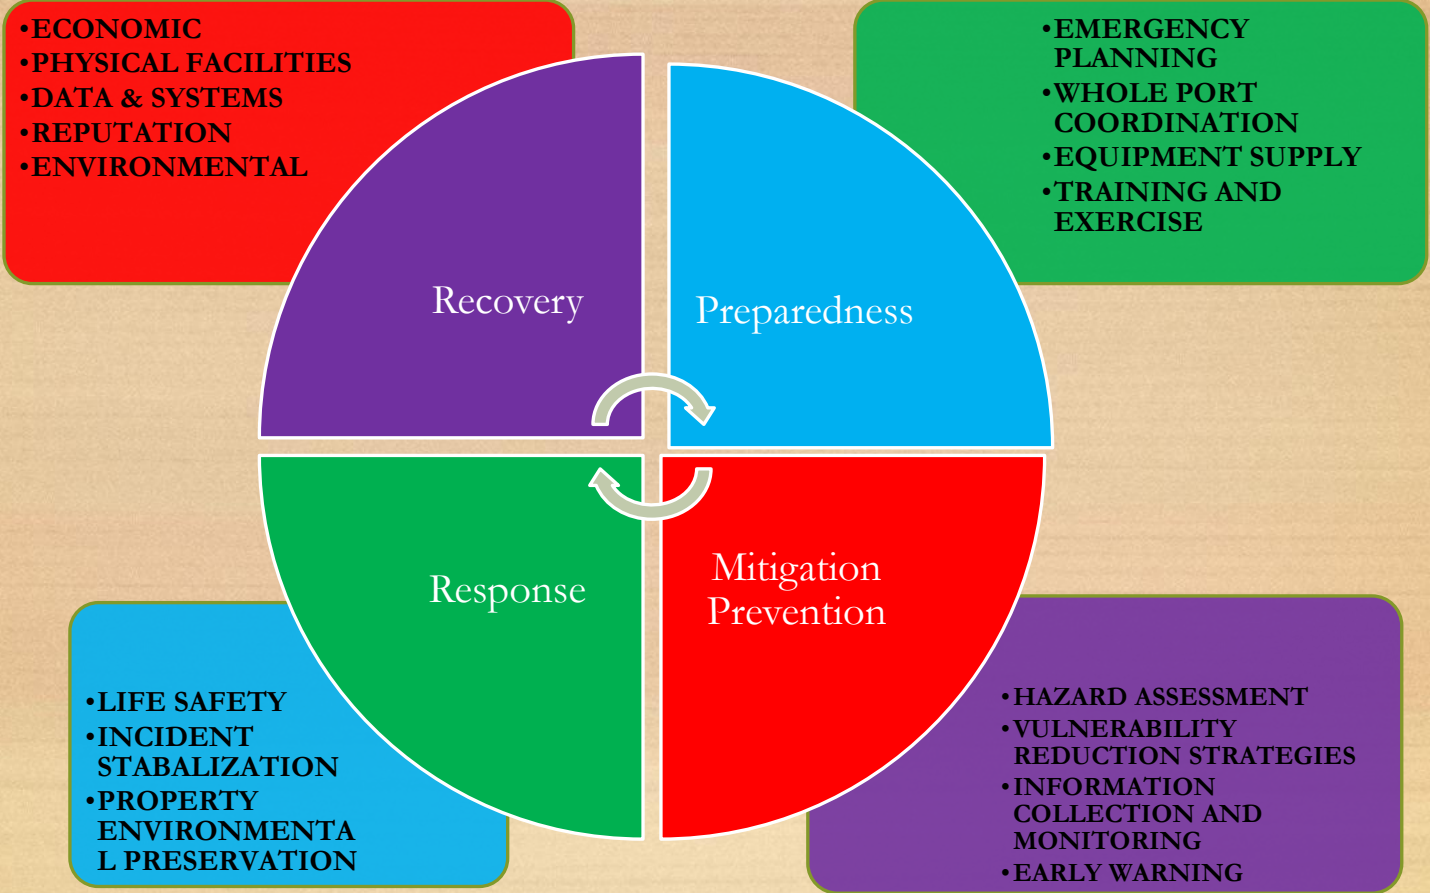 •ECONOMIC
•PHYSICAL FACILITIES
•DATA & SYSTEMS
•REPUTATION
•ENVIRONMENTAL
•EMERGENCY
PLANNING
•WHOLE PORT
COORDINATION
•EQUIPMENT SUPPLY
•TRAINING AND
EXERCISE
Recovery
Preparedness
Response
Mitigation
Prevention
•LIFE SAFETY
•INCIDENT
STABALIZATION
•PROPERTY
ENVIRONMENTA
L PRESERVATION
•HAZARD ASSESSMENT
•VULNERABILITY
REDUCTION STRATEGIES
•INFORMATION
COLLECTION AND
MONITORING
•EARLY WARNING